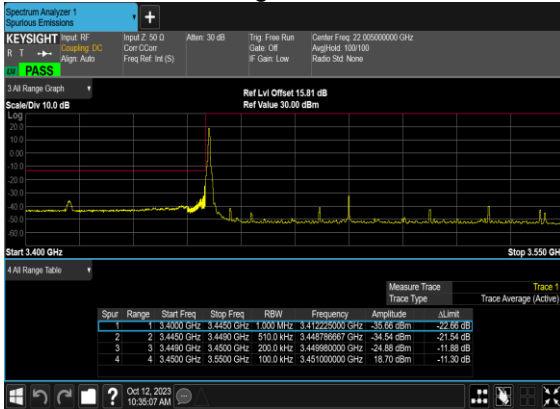 Spectrum Analyzer 1
Spurious Emissions
+
KEYSIGHT Input: RF Input Z: 50 Ω Atten: 30 dB Trig: Free Run Center Freq: 22.005000000 GHz
R T Coupling: DC Corr CCorr Gate: Off Avg|Hold: 100/100
Align: Auto Freq Ref: Int (S) IF Gain: Low Radio Std: None
PASS
3 All Range Graph
Ref Lvl Offset 15.81 dB
Scale/Div 10.0 dB Ref Value 30.00 dBm
Log
20.0
10.0
0.00
-10.0
-20.0
-30.0
-40.0
-50.0
-60.0
Start 3.400 GHz Stop 3.550 GH
4 All Range Table
Measure Trace Trace 1
Trace Type Trace Average (Active)
Spur Range Start Freq Stop Freq RBW Frequency Amplitude ΔLimit
1 1 3.4000 GHz 3.4450 GHz 1.000 MHz 3.412225000 GHz -35.66 dBm -22.66 dB
2 2 3.4450 GHz 3.4490 GHz 510.0 kHz 3.448786667 GHz -34.54 dBm -21.54 dB
3 3 3.4490 GHz 3.4500 GHz 200.0 kHz 3.449980000 GHz -24.88 dBm -11.88 dB
4 4 3.4500 GHz 3.5500 GHz 100.0 kHz 3.451000000 GHz 18.70 dBm -11.30 dB
? Oct 12, 2023
10:35:07 AM